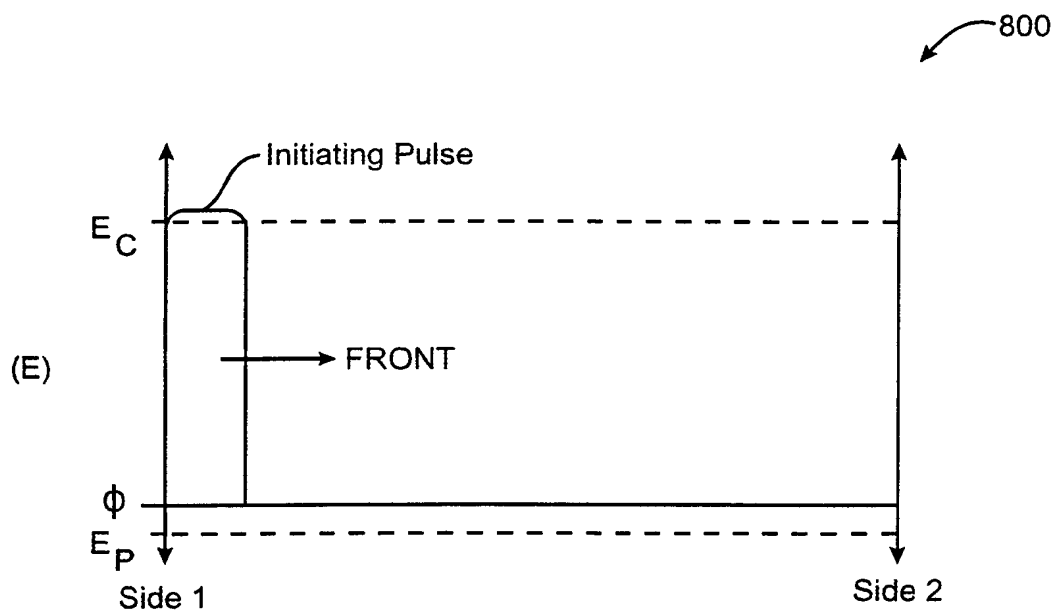 800
Initiating Pulse
E_C
(E)
FRONT
ϕ
E_P
Side 1
Side 2